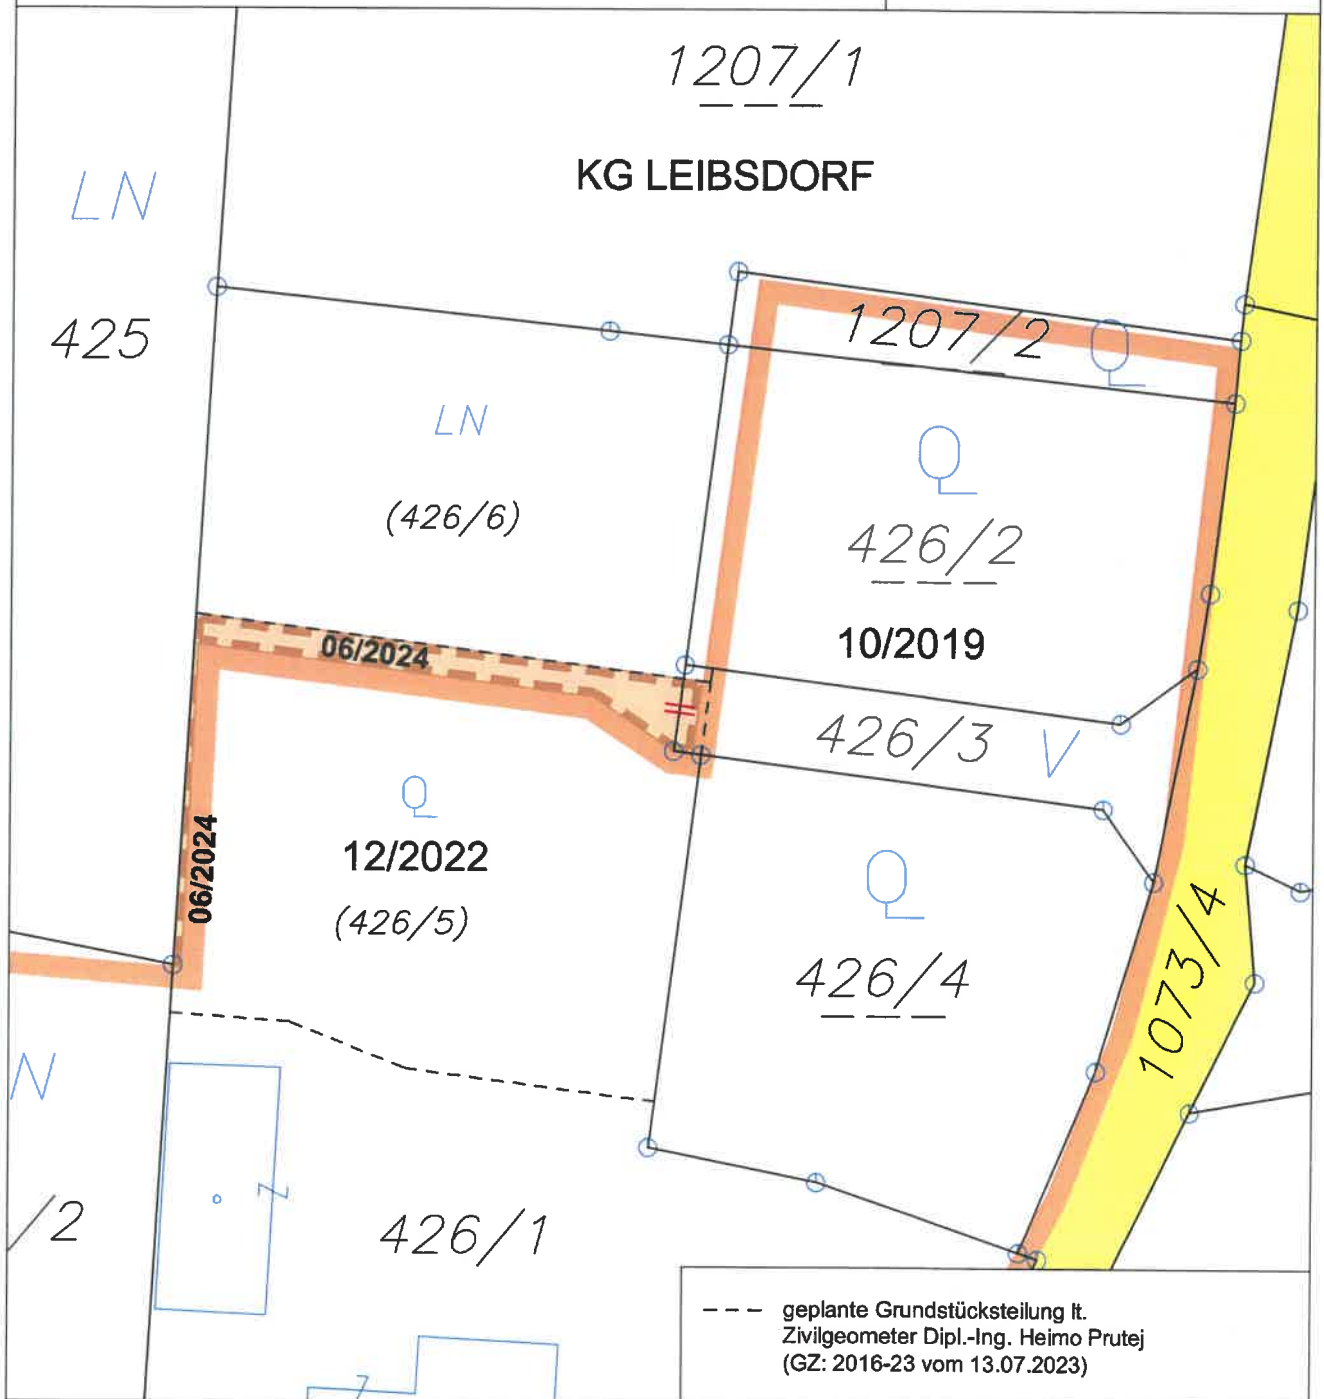 1207/1
KG LEIBSDORF
LN
425
1207/2
LN
(426/6)
426/2
10/2019
06/2024
426/3
V
12/2022
06/2024
(426/5)
426/4
1073/4
N
/2
426/1
--- geplante Grundstücksteilung lt.
Zivilgeometer Dipl.-Ing. Heimo Prutej
(GZ: 2016-23 vom 13.07.2023)